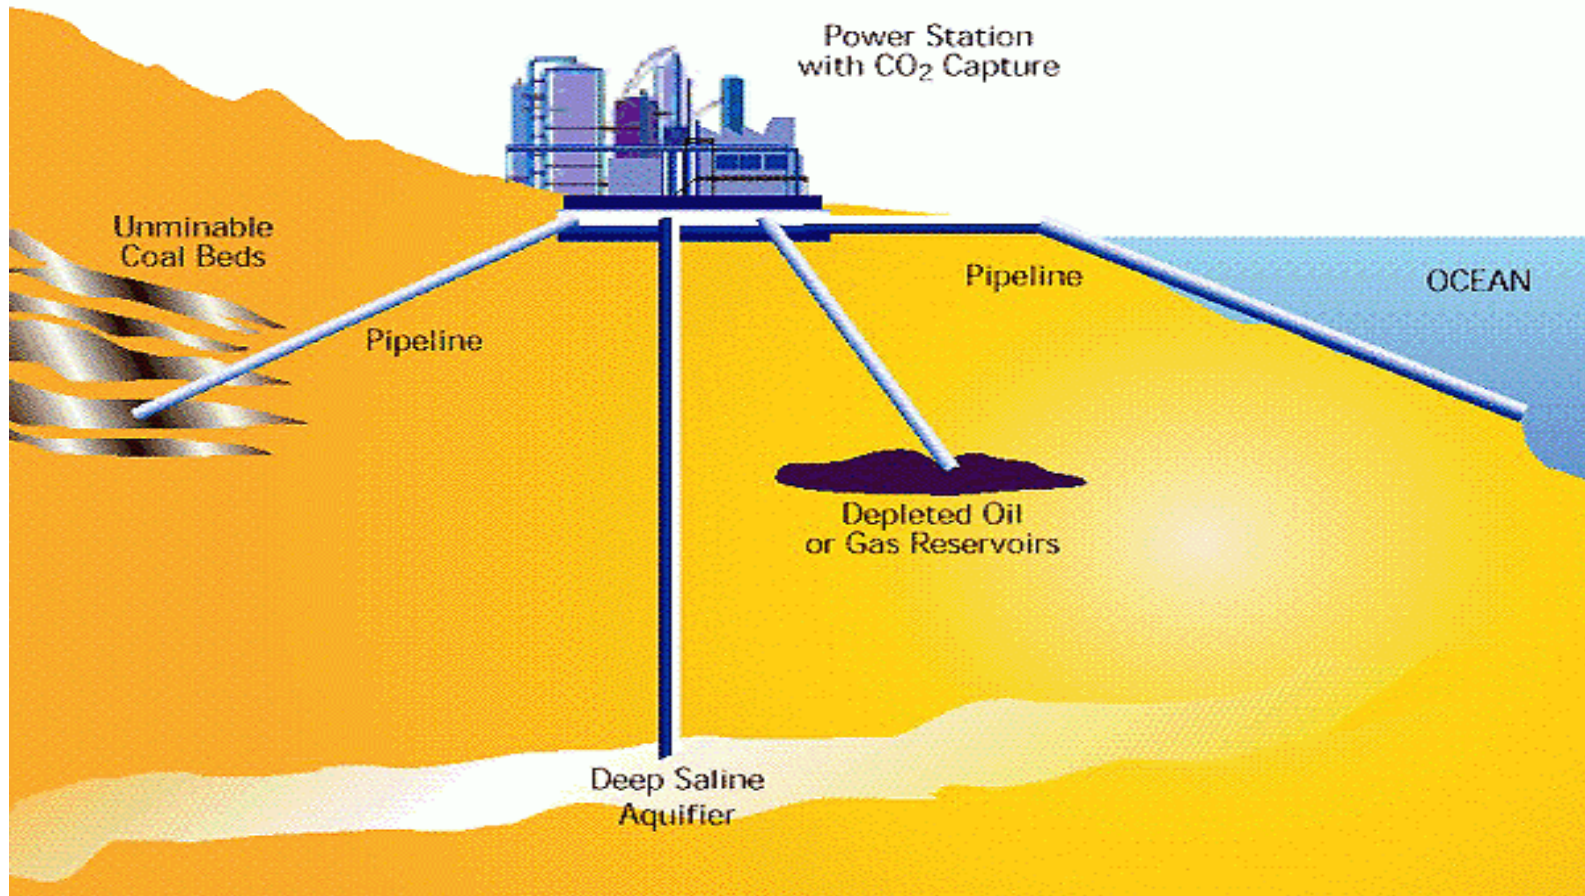 Power Station
with CO₂ Capture
Unminable
Coal Beds
Pipeline
Pipeline
OCEAN
Depleted Oil
or Gas Reservoirs
Deep Saline
Aquifier